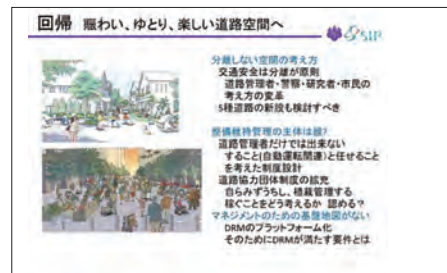 回帰 賑わい、ゆとり、楽しい道路空間へ
SIP
分離しない空間の考え方
交通安全は分離が原則
道路管理者・警察・研究者・市民の
考え方の変革
5種道路の新設も検討すべき
整備維持管理の主体は誰?
道路管理者だけでは出来ない
すること(自動運転関連)と任せること
を考えた制度設計
道路協力団体制度の拡充
自らみずうちし、植栽管理する
稼ぐことをどう考えるか 認める?
マネジメントのための基盤地図がない
DRMのプラットフォーム化
そのためにDRMが満たす要件とは